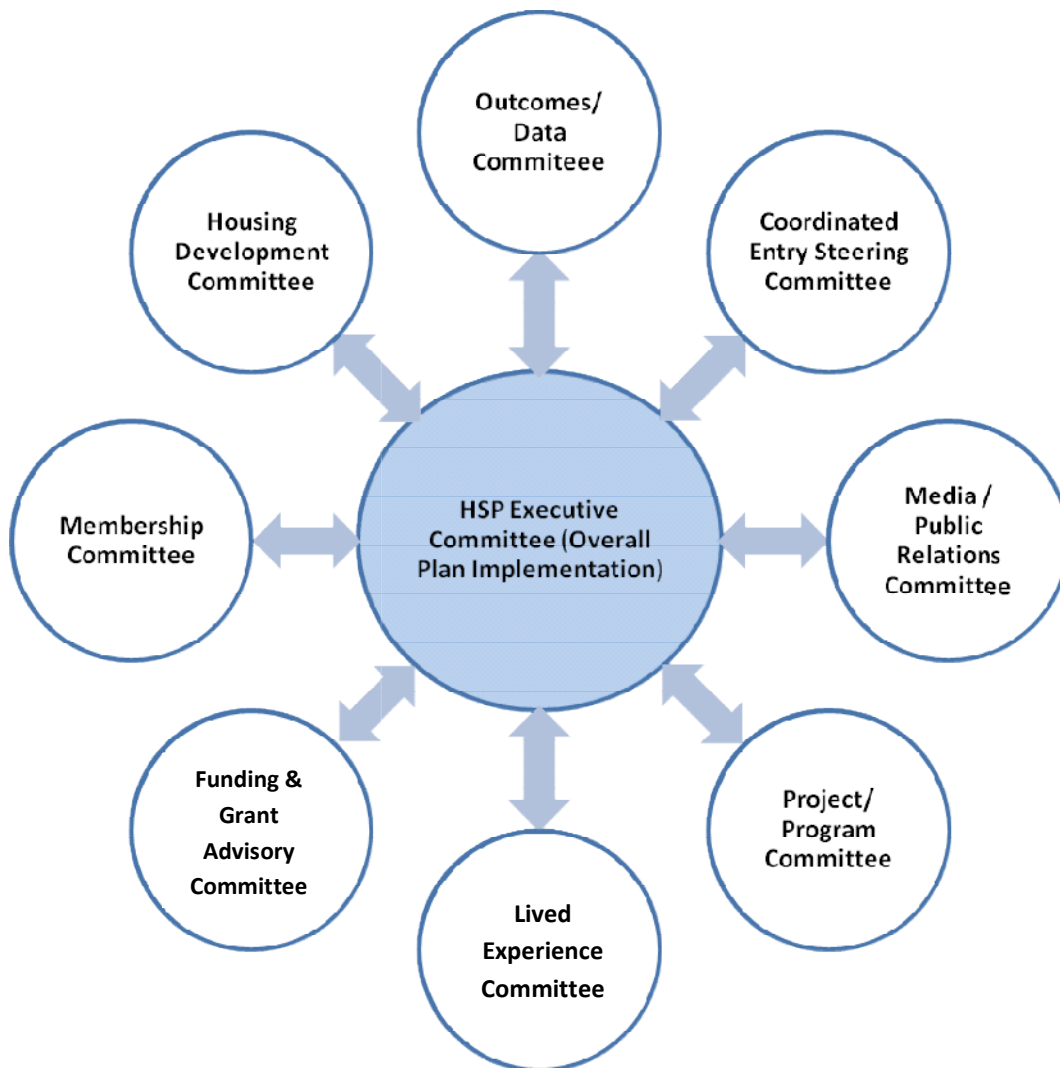 Outcomes/
Data
Commiteee
Housing
Development
Committee
Coordinated
Entry Steering
Committee
Membership
Committee
HSP Executive
Committee (Overall
Plan Implementation)
Media /
Public
Relations
Committee
Funding &
Grant
Advisory
Committee
Project/
Program
Committee
Lived
Experience
Committee